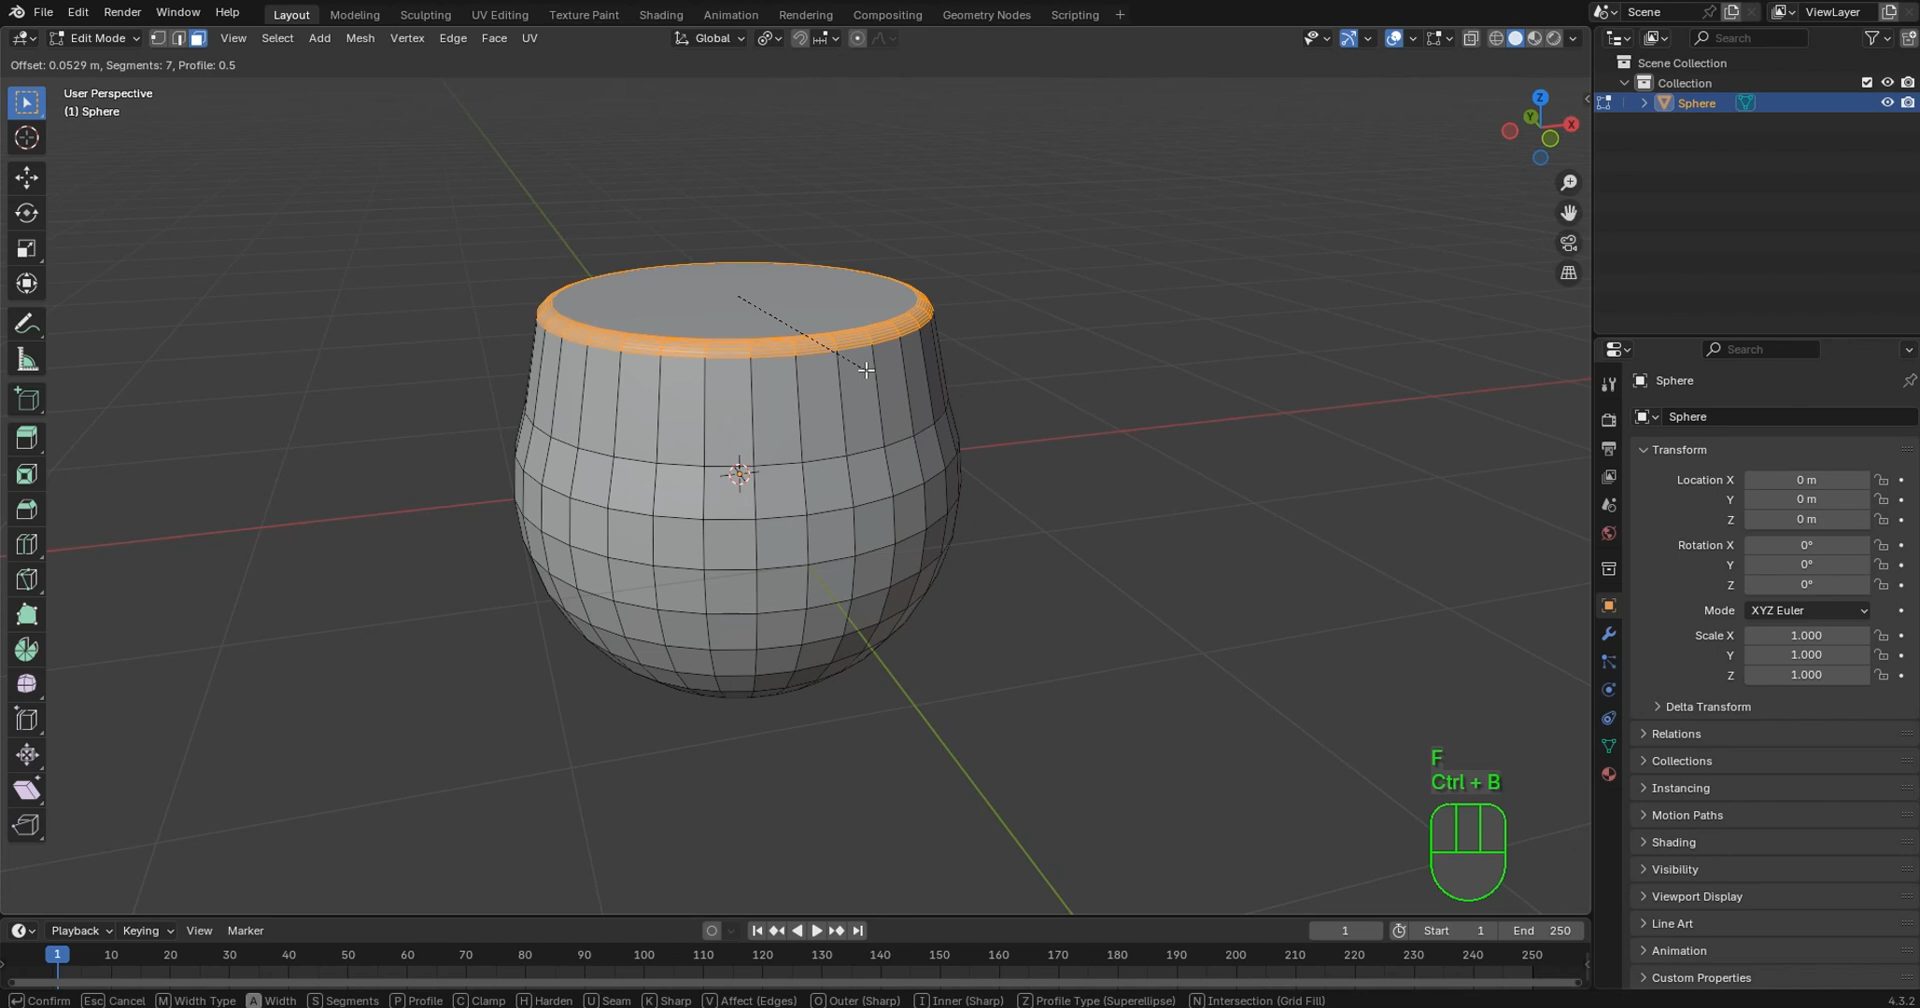 File Edit Render Window Help Layout Modeling Sculpting UV Editing Texture Paint Shading Animation Rendering Compositing Geometry Nodes Scripting + Scene ViewLayer
Edit Mode View Select Add Mesh Vertex Edge Face UV Global Search
Offset: 0.0529 m, Segments: 7, Profile: 0.5
Scene Collection
Collection
Sphere
User Perspective
(1) Sphere
Z
Y
X
Search
Sphere
Sphere
Transform
Location X 0 m
Y 0 m
Z 0 m
Rotation X 0°
Y 0°
Z 0°
Mode XYZ Euler
Scale X 1.000
Y 1.000
Z 1.000
Delta Transform
Relations
Collections
Instancing
Motion Paths
Shading
Visibility
Viewport Display
Line Art
Animation
Custom Properties
F
Ctrl + B
Playback Keying View Marker 1 Start 1 End 250
1 10 20 30 40 50 60 70 80 90 100 110 120 130 140 150 160 170 180 190 200 210 220 230 240 250
Confirm Esc Cancel M Width Type A Width S Segments P Profile C Clamp H Harden U Seam K Sharp V Affect (Edges) O Outer (Sharp) I Inner (Sharp) Z Profile Type (Superellipse) N Intersection (Grid Fill) 4.3.2